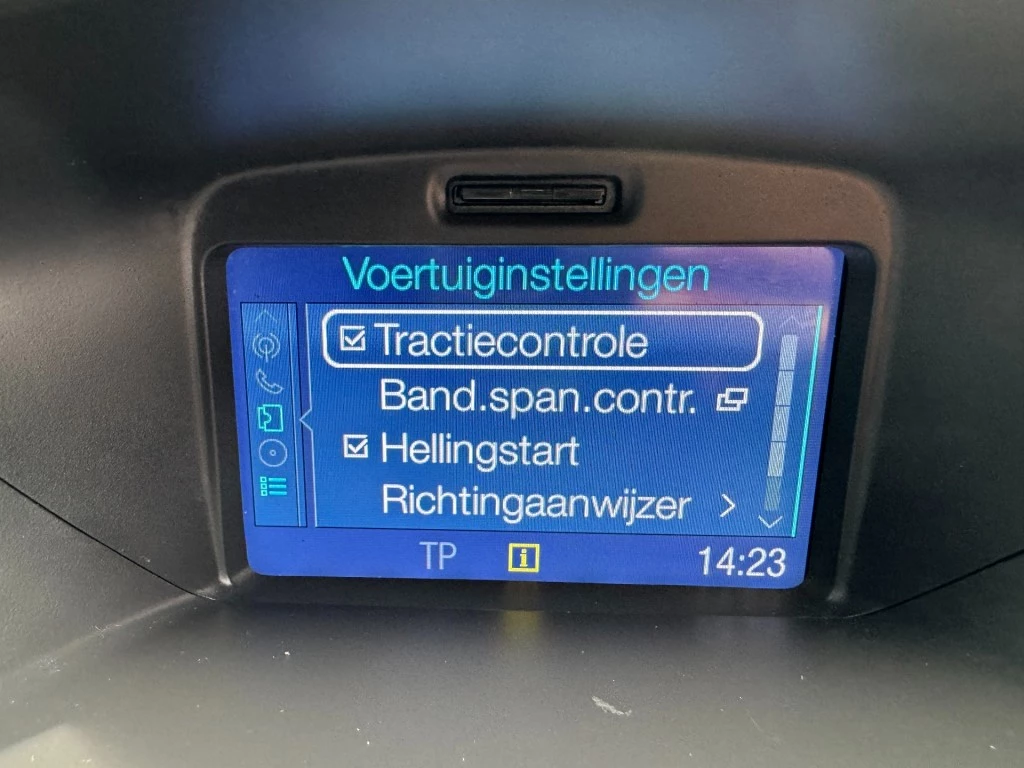 Voertuiginstellingen
Tractiecontrole
Band.span.contr.
Hellingstart
Richtingaanwijzer >
TP i 14:23